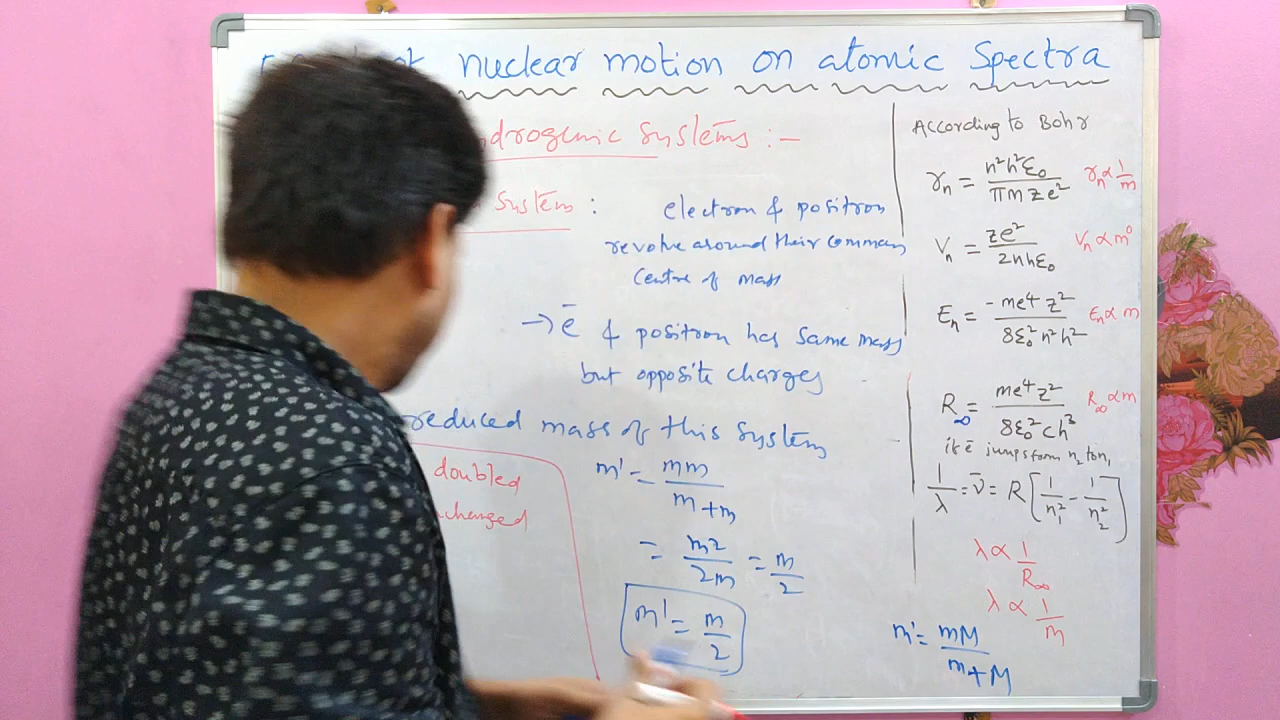 nuclear motion on atomic Spectra
Systems :-
System :
electron & positron
revolve around their common
Centre of mass
→ e̅ & positron has same mass
but opposite charges
reduced mass of this System
doubled
m' = mm / m+m
= m2 / 2m = m / 2
m' = m / 2
According to Bohr
rₙ = n²h²ε₀ / πmze² rₙ ∝ 1/m
Vₙ = ze² / 2nhε₀ Vₙ ∝ m⁰
Eₙ = -me⁴z² / 8ε₀²n²h² Eₙ ∝ m
R∞ = me⁴z² / 8ε₀²ch³ R∞ ∝ m
if e̅ jumps from n₂ to n₁
1/λ = ν̅ = R [ 1/n₁² - 1/n₂² ]
λ ∝ 1/R∞
λ ∝ 1/m
m' = mM / m+M